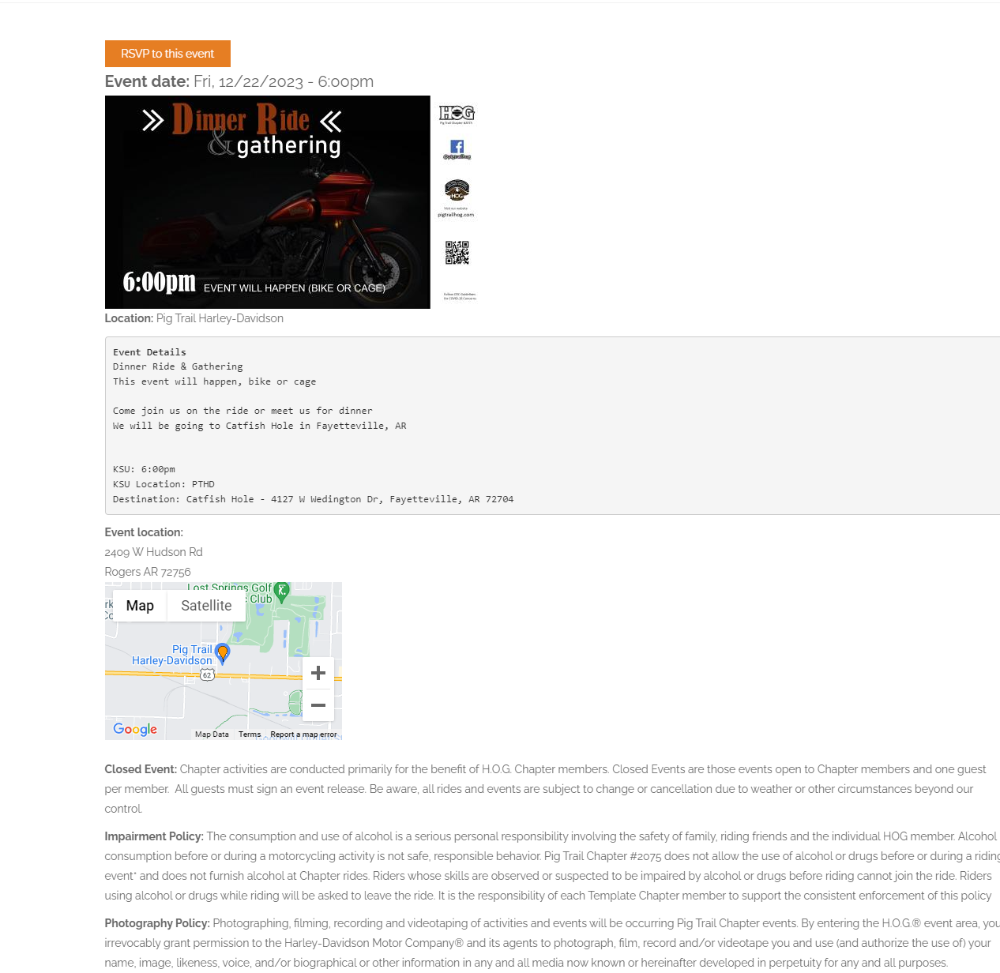 RSVP to this event
Event date: Fri, 12/22/2023 - 6:00pm
Dinner Ride
& gathering
6:00pm EVENT WILL HAPPEN (BIKE OR CAGE)
HOG
Pig Trail Chapter #2075
@pigtrailhog
HOG
Visit our website
pigtrailhog.com
Follow CDC Guidelines
for COVID-19 Concerns
Location: Pig Trail Harley-Davidson
Event Details
Dinner Ride & Gathering
This event will happen, bike or cage
Come join us on the ride or meet us for dinner
We will be going to Catfish Hole in Fayetteville, AR
KSU: 6:00pm
KSU Location: PTHD
Destination: Catfish Hole - 4127 W Wedington Dr, Fayetteville, AR 72704
Event location:
2409 W Hudson Rd
Rogers AR 72756
Lost Springs Golf
Club
Map Satellite
Pig Trail
Harley-Davidson
62
Google
Map Data Terms Report a map error
Closed Event: Chapter activities are conducted primarily for the benefit of H.O.G. Chapter members. Closed Events are those events open to Chapter members and one guest
per member. All guests must sign an event release. Be aware, all rides and events are subject to change or cancellation due to weather or other circumstances beyond our
control.
Impairment Policy: The consumption and use of alcohol is a serious personal responsibility involving the safety of family, riding friends and the individual HOG member. Alcohol
consumption before or during a motorcycling activity is not safe, responsible behavior. Pig Trail Chapter #2075 does not allow the use of alcohol or drugs before or during a riding
event* and does not furnish alcohol at Chapter rides. Riders whose skills are observed or suspected to be impaired by alcohol or drugs before riding cannot join the ride. Riders
using alcohol or drugs while riding will be asked to leave the ride. It is the responsibility of each Template Chapter member to support the consistent enforcement of this policy
Photography Policy: Photographing, filming, recording and videotaping of activities and events will be occurring Pig Trail Chapter events. By entering the H.O.G.® event area, you
irrevocably grant permission to the Harley-Davidson Motor Company® and its agents to photograph, film, record and/or videotape you and use (and authorize the use of) your
name, image, likeness, voice, and/or biographical or other information in any and all media now known or hereinafter developed in perpetuity for any and all purposes.